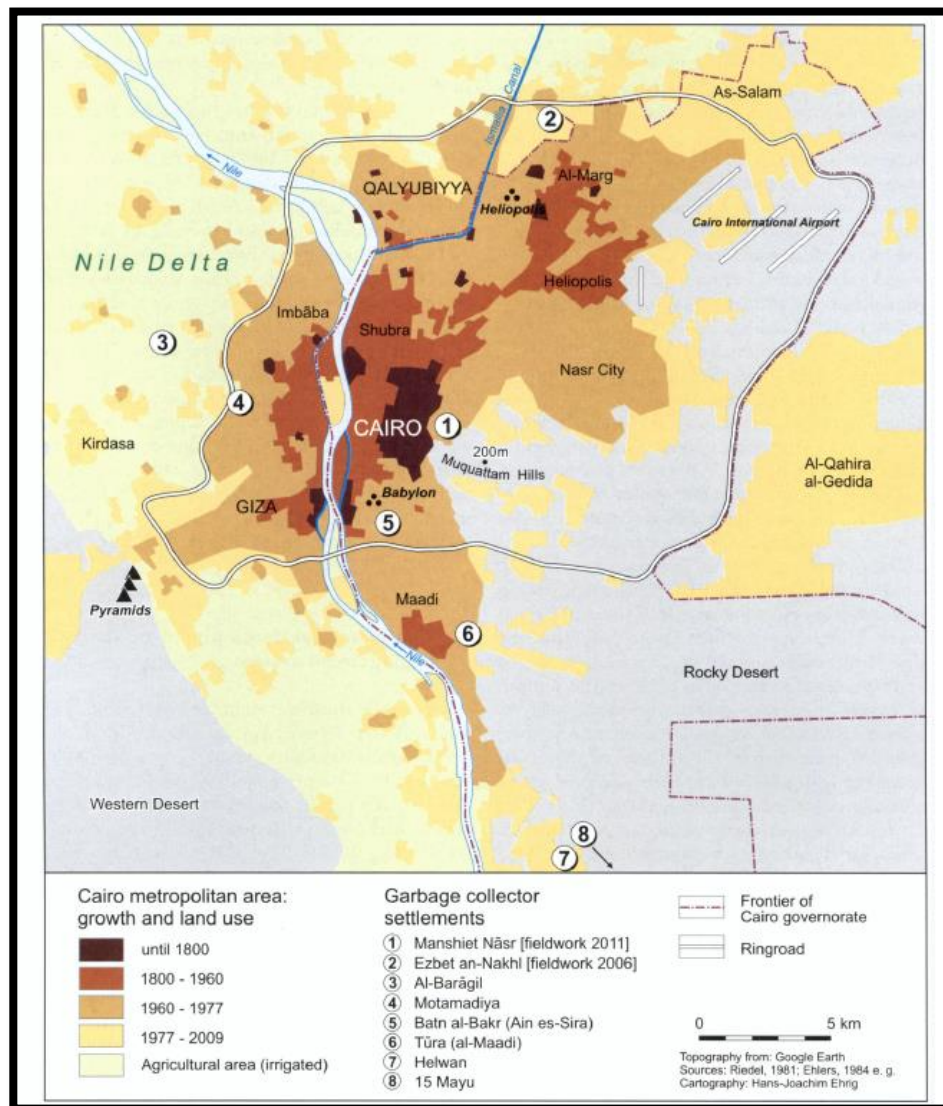 As-Salam
Ismailia Canal
2
Nile
QALYUBIYYA
Al-Marg
Heliopolis
Cairo International Airport
Nile Delta
Heliopolis
Imbāba
Shubra
3
Nasr City
4
CAIRO
1
200m
Kirdasa
Muquattam Hills
Al-Qahira
al-Gedida
Babylon
GIZA
5
Maadi
Pyramids
6
Nile
Rocky Desert
Western Desert
8
7
Cairo metropolitan area:
growth and land use
until 1800
1800 - 1960
1960 - 1977
1977 - 2009
Agricultural area (irrigated)
Garbage collector
settlements
1 Manshiet Nāsr [fieldwork 2011]
2 Ezbet an-Nakhl [fieldwork 2006]
3 Al-Barāgil
4 Motamadiya
5 Batn al-Bakr (Ain es-Sira)
6 Tūra (al-Maadi)
7 Helwan
8 15 Mayu
Frontier of
Cairo governorate
Ringroad
0 5 km
Topography from: Google Earth
Sources: Riedel, 1981; Ehlers, 1984 e. g.
Cartography: Hans-Joachim Ehrig